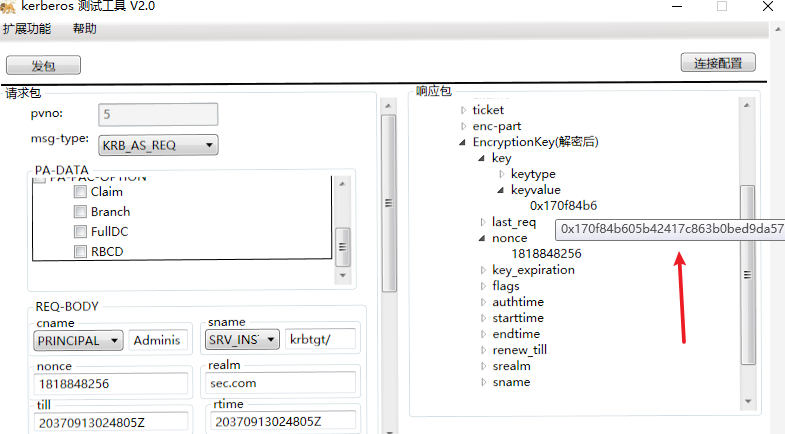 kerberos 测试工具 V2.0
扩展功能 帮助
发包 连接配置
请求包
pvno: 5
msg-type: KRB_AS_REQ
PA-DATA
PA-PAC-OPTION
Claim
Branch
FullDC
RBCD
REQ-BODY
cname
PRINCIPAL Adminis
sname
SRV_INS krbtgt/
nonce
1818848256
realm
sec.com
till
20370913024805Z
rtime
20370913024805Z
响应包
ticket
enc-part
EncryptionKey(解密后)
key
keytype
keyvalue
0x170f84b6
last_req
0x170f84b605b42417c863b0bed9da57
nonce
1818848256
key_expiration
flags
authtime
starttime
endtime
renew_till
srealm
sname